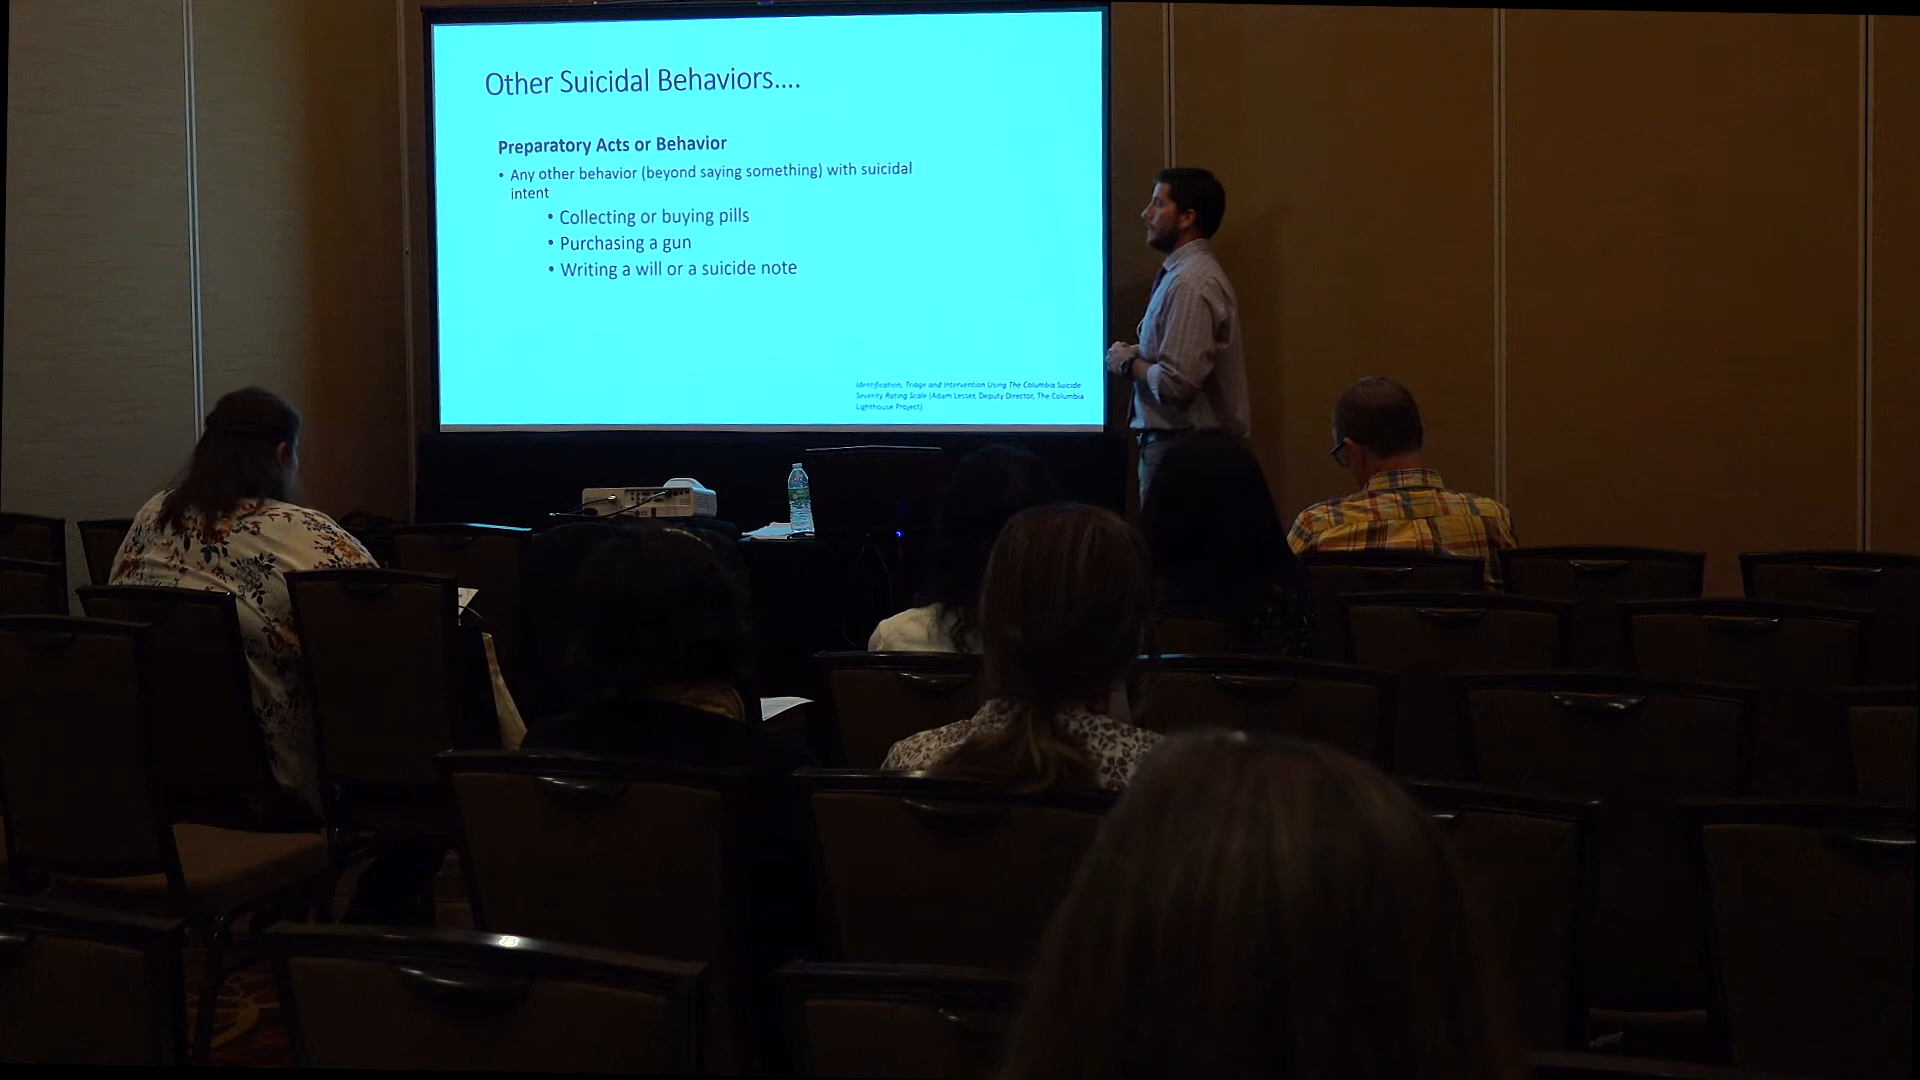 Other Suicidal Behaviors....
Preparatory Acts or Behavior
• Any other behavior (beyond saying something) with suicidal
intent
• Collecting or buying pills
• Purchasing a gun
• Writing a will or a suicide note
Identification, Triage and Intervention Using The Columbia Suicide
Severity Rating Scale (Adam Lesser, Deputy Director, The Columbia
Lighthouse Project)